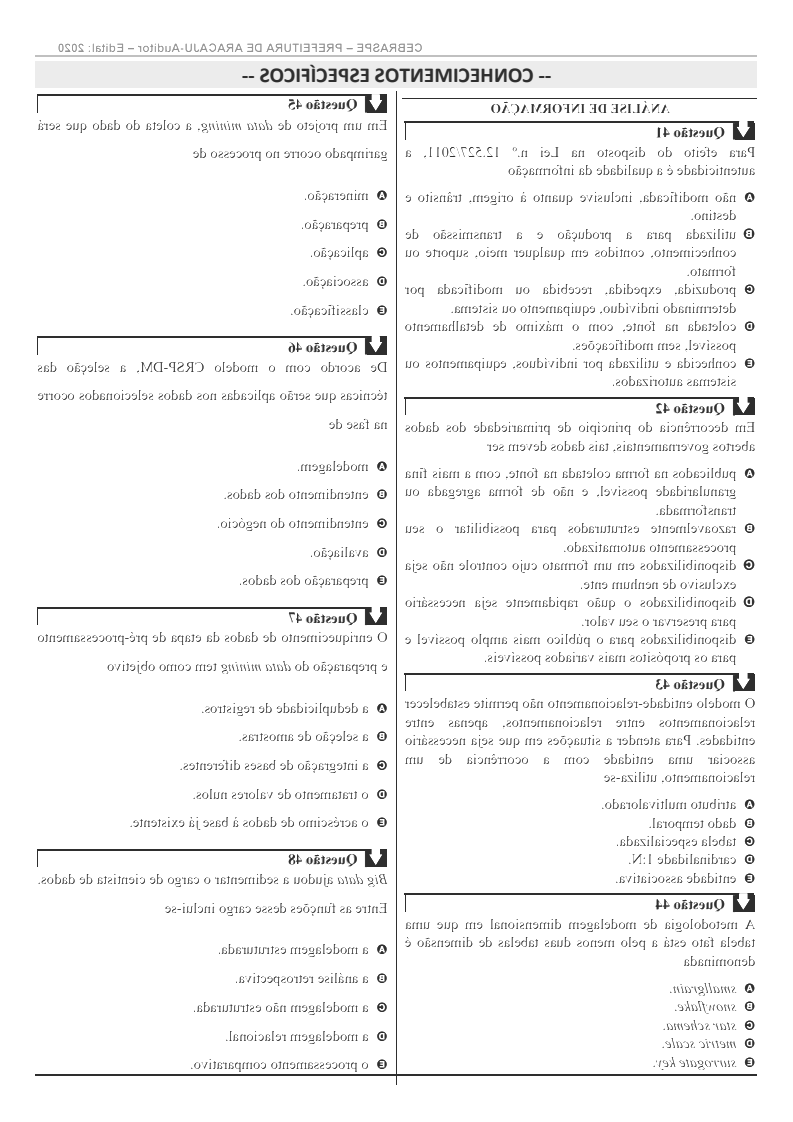 CEBRASPE – PREFEITURA DE ARACAJU-Auditor – Edital: 2020
-- CONHECIMENTOS ESPECÍFICOS --
ANÁLISE DE INFORMAÇÃO
Questão 41
Para efeito do disposto na Lei n.º 12.527/2011, a
autenticidade é a qualidade da informação
A não modificada, inclusive quanto à origem, trânsito e
destino.
B utilizada para a produção e a transmissão de
conhecimento, contidos em qualquer meio, suporte ou
formato.
C produzida, expedida, recebida ou modificada por
determinado indivíduo, equipamento ou sistema.
D coletada na fonte, com o máximo de detalhamento
possível, sem modificações.
E conhecida e utilizada por indivíduos, equipamentos ou
sistemas autorizados.
Questão 42
Em decorrência do princípio de primariedade dos dados
abertos governamentais, tais dados devem ser
A publicados na forma coletada na fonte, com a mais fina
granularidade possível, e não de forma agregada ou
transformada.
B razoavelmente estruturados para possibilitar o seu
processamento automatizado.
C disponibilizados em um formato cujo controle não seja
exclusivo de nenhum ente.
D disponibilizados o quão rapidamente seja necessário
para preservar o seu valor.
E disponibilizados para o público mais amplo possível e
para os propósitos mais variados possíveis.
Questão 43
O modelo entidade-relacionamento não permite estabelecer
relacionamentos entre relacionamentos, apenas entre
entidades. Para atender a situações em que seja necessário
associar uma entidade com a ocorrência de um
relacionamento, utiliza-se
A atributo multivalorado.
B dado temporal.
C tabela especializada.
D cardinalidade 1:N.
E entidade associativa.
Questão 44
A metodologia de modelagem dimensional em que uma
tabela fato está a pelo menos duas tabelas de dimensão é
denominada
A smallgrain.
B snowflake.
C star schema.
D metric scale.
E surrogate key.
Questão 45
Em um projeto de data mining, a coleta do dado que será
garimpado ocorre no processo de
A mineração.
B preparação.
C aplicação.
D associação.
E classificação.
Questão 46
De acordo com o modelo CRSP-DM, a seleção das
técnicas que serão aplicadas nos dados selecionados ocorre
na fase de
A modelagem.
B entendimento dos dados.
C entendimento do negócio.
D avaliação.
E preparação dos dados.
Questão 47
O enriquecimento de dados da etapa de pré-processamento
e preparação do data mining tem como objetivo
A a deduplicidade de registros.
B a seleção de amostras.
C a integração de bases diferentes.
D o tratamento de valores nulos.
E o acréscimo de dados à base já existente.
Questão 48
Big data ajudou a sedimentar o cargo de cientista de dados.
Entre as funções desse cargo inclui-se
A a modelagem estruturada.
B a análise retrospectiva.
C a modelagem não estruturada.
D a modelagem relacional.
E o processamento comparativo.